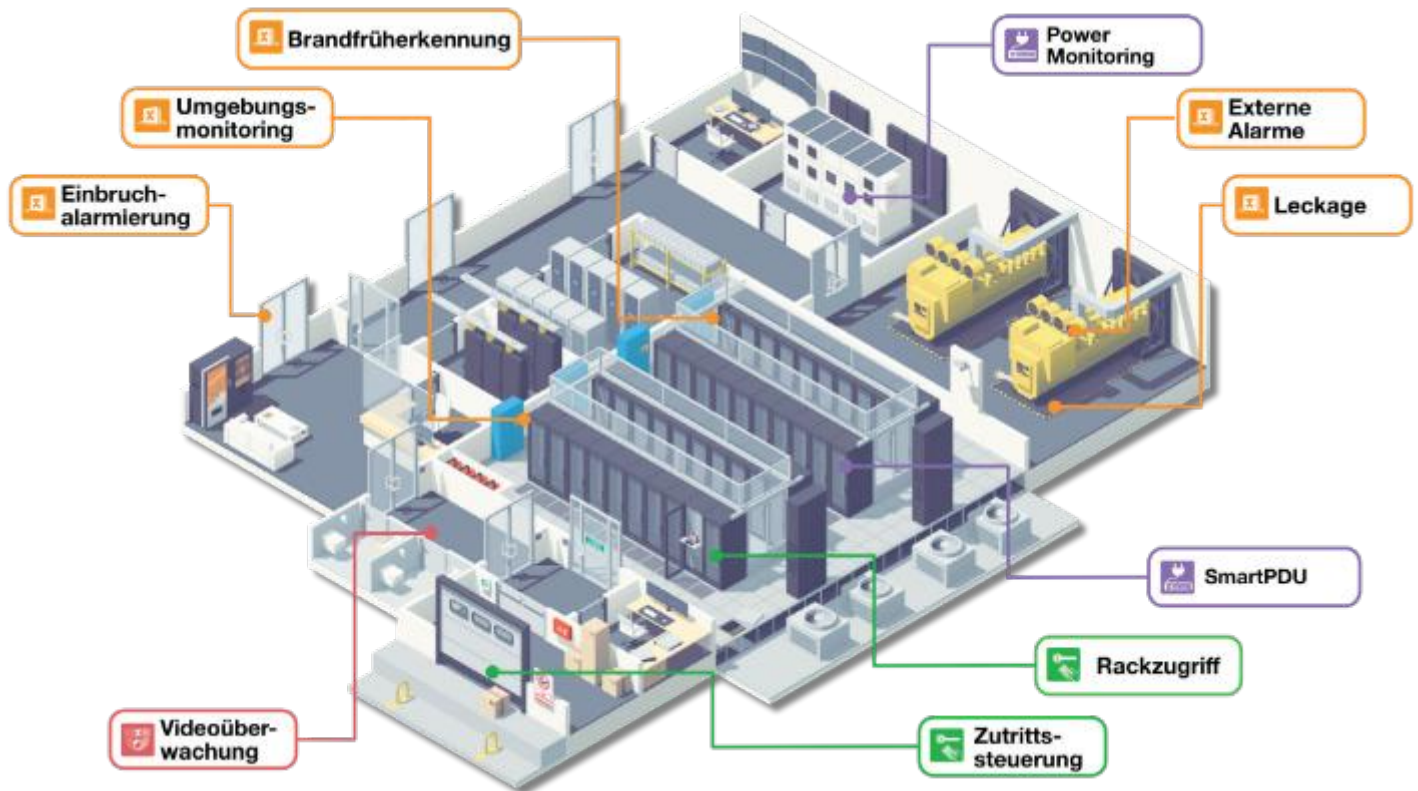 Brandfrüherkennung
Power
Monitoring
Umgebungs-
monitoring
Externe
Alarme
Einbruch-
alarmierung
Leckage
SmartPDU
Rackzugriff
Videoüber-
wachung
Zutritts-
steuerung